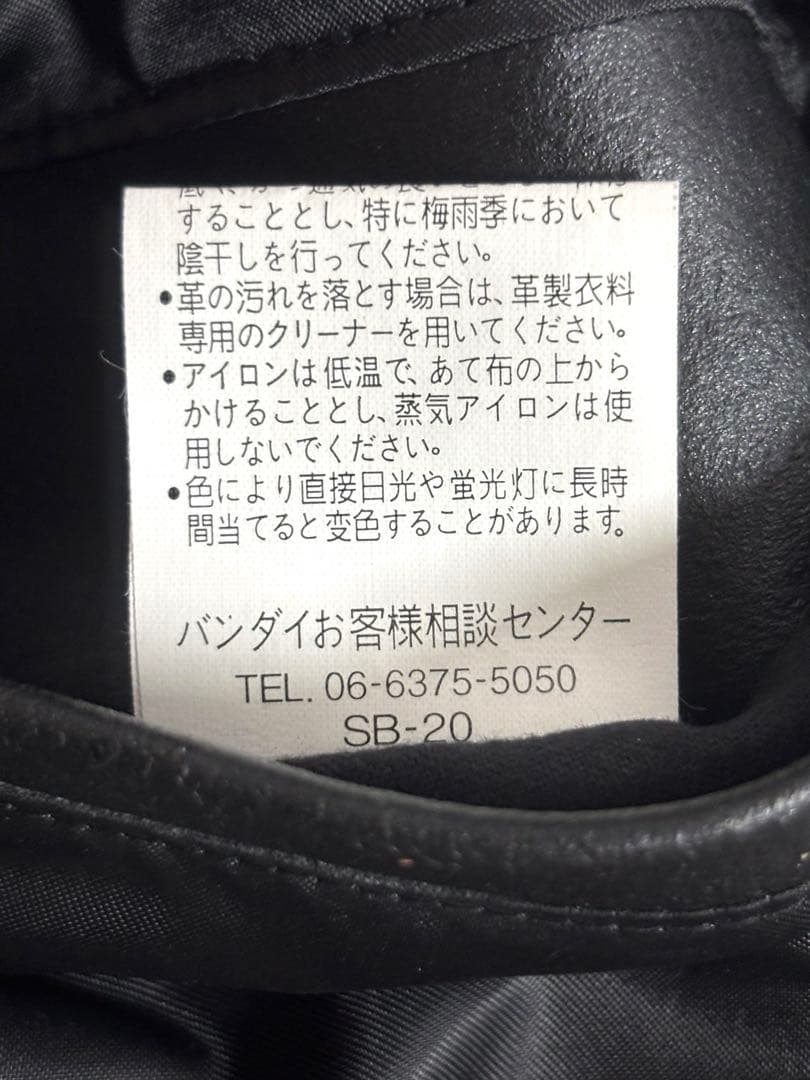 することとし、特に梅雨季において
陰干しを行ってください。
●革の汚れを落とす場合は、革製衣料
専用のクリーナーを用いてください。
●アイロンは低温で、あて布の上から
かけることとし、蒸気アイロンは使
用しないでください。
●色により直接日光や蛍光灯に長時
間当てると変色することがあります。
バンダイお客様相談センター
TEL. 06-6375-5050
SB-20